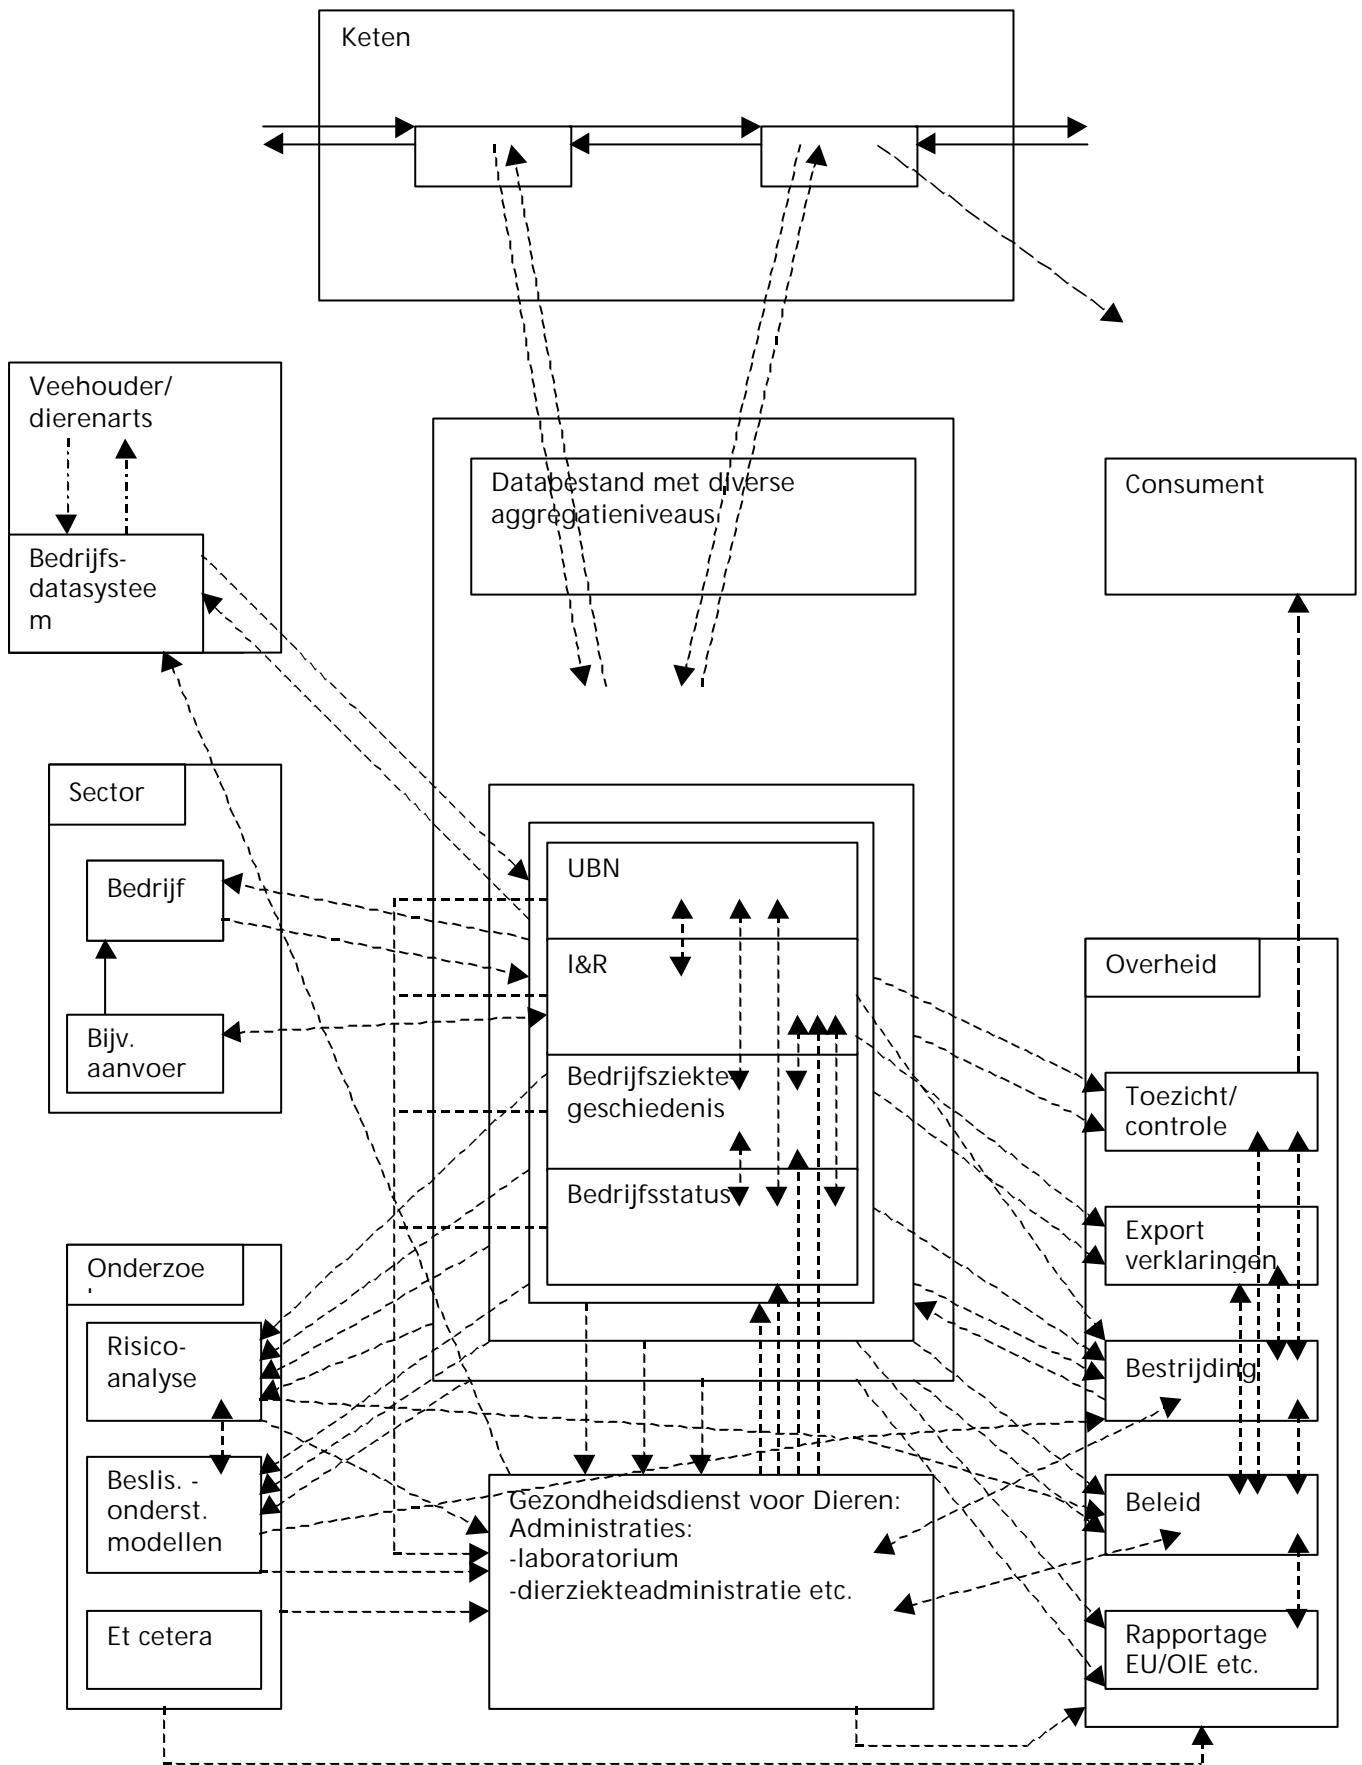 Keten
Veehouder/
dierenarts
Bedrijfs-
datasystee
m
Databestand met diverse
aggregatieniveaus
Consument
Sector
Bedrijf
Bijv.
aanvoer
UBN
I&R
Bedrijfsziekte-
geschiedenis
Bedrijfsstatus
Overheid
Toezicht/
controle
Export
verklaringen
Bestrijding
Beleid
Rapportage
EU/OIE etc.
Onderzoe
Risico-
analyse
Beslis. -
onderst.
modellen
Et cetera
Gezondheidsdienst voor Dieren:
Administraties:
-laboratorium
-dierziekteadministratie etc.